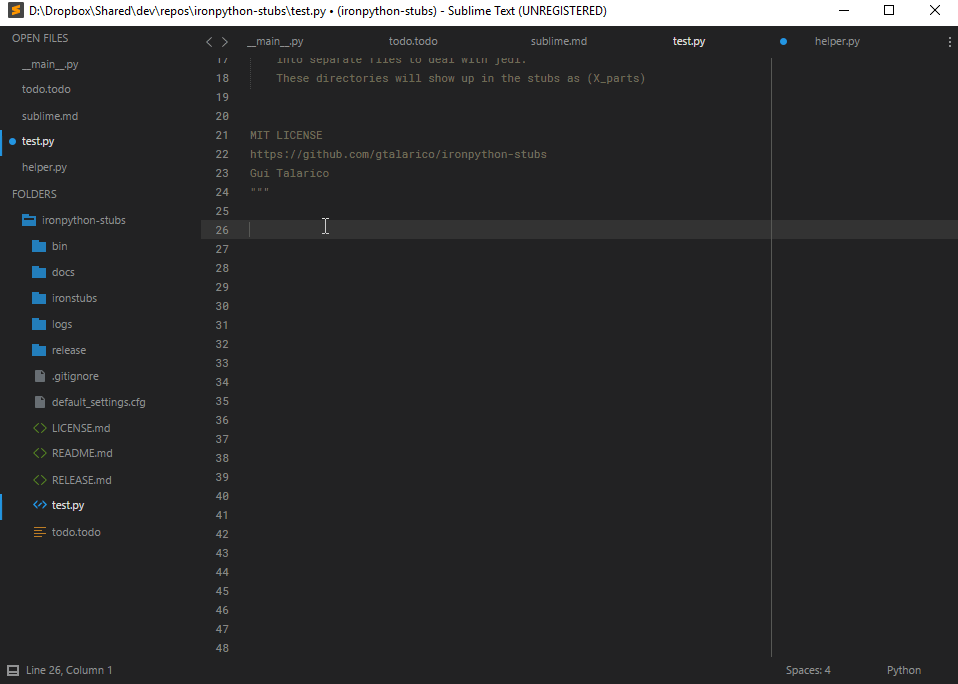 D:\Dropbox\Shared\dev\repos\ironpython-stubs\test.py • (ironpython-stubs) - Sublime Text (UNREGISTERED)
OPEN FILES
__main__.py
todo.todo
sublime.md
test.py
helper.py
FOLDERS
ironpython-stubs
bin
docs
ironstubs
logs
release
.gitignore
default_settings.cfg
LICENSE.md
README.md
RELEASE.md
test.py
todo.todo
__main__.py todo.todo sublime.md test.py helper.py
17 into separate files to deal with jedi.
18 These directories will show up in the stubs as (X_parts)
19
20
21 MIT LICENSE
22 https://github.com/gtalarico/ironpython-stubs
23 Gui Talarico
24 """
25
26
27
28
29
30
31
32
33
34
35
36
37
38
39
40
41
42
43
44
45
46
47
48
Line 26, Column 1 Spaces: 4 Python